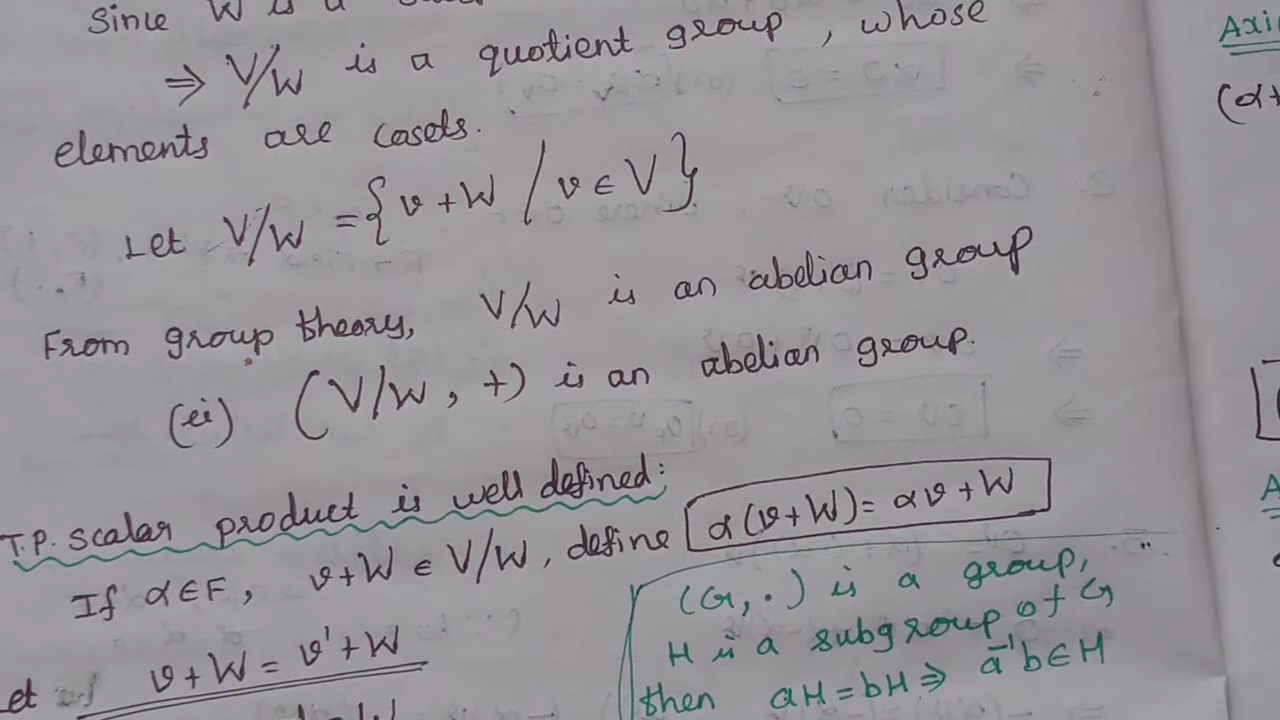 Since W is a
⇒ V/W is a quotient group, whose
elements are cosets.
Let V/W = {v+W / v∈V}
From group theory, V/W is an abelian group
(ii) (V/W, +) is an abelian group.
T.P. scalar product is well defined:
If α∈F, v+W ∈ V/W, define α(v+W) = αv+W
et v+W = v'+W
(G, ·) is a group,
H is a subgroup of G
then aH = bH ⇒ a⁻¹b∈H
Axi
(α+
A